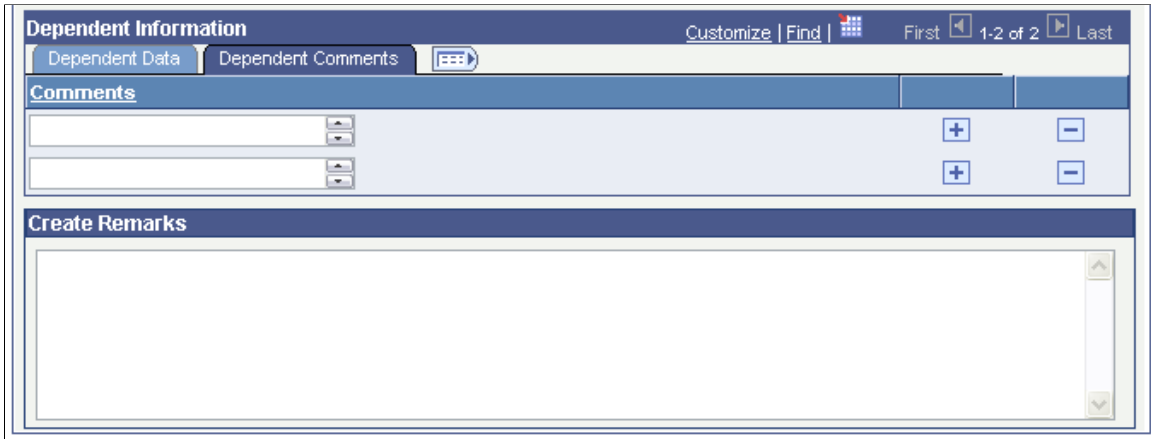 Dependent Information Customize | Find | First 1-2 of 2 Last
Dependent Data Dependent Comments
Comments
Create Remarks